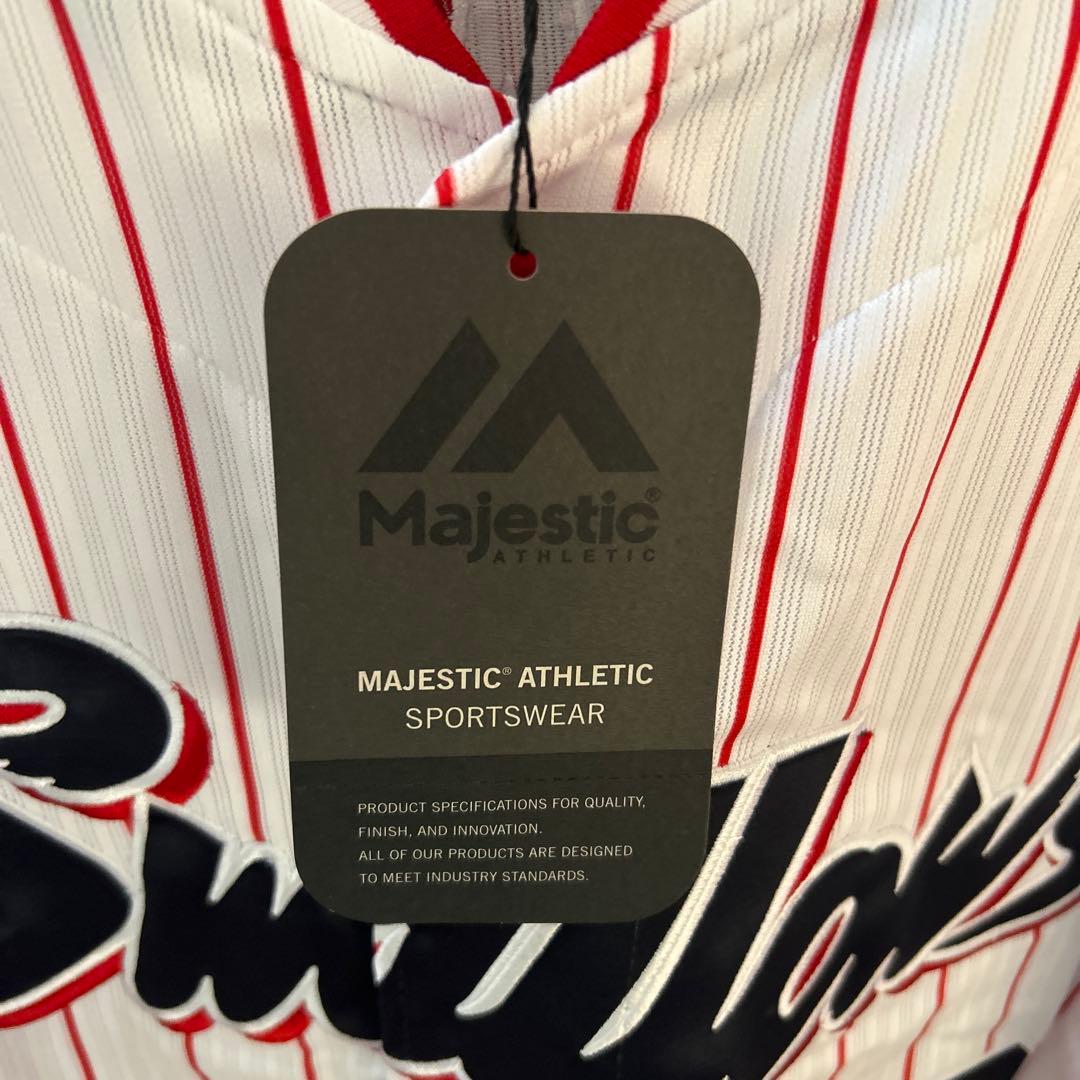 Majestic®
ATHLETIC
MAJESTIC® ATHLETIC
SPORTSWEAR
PRODUCT SPECIFICATIONS FOR QUALITY,
FINISH, AND INNOVATION.
ALL OF OUR PRODUCTS ARE DESIGNED
TO MEET INDUSTRY STANDARDS.